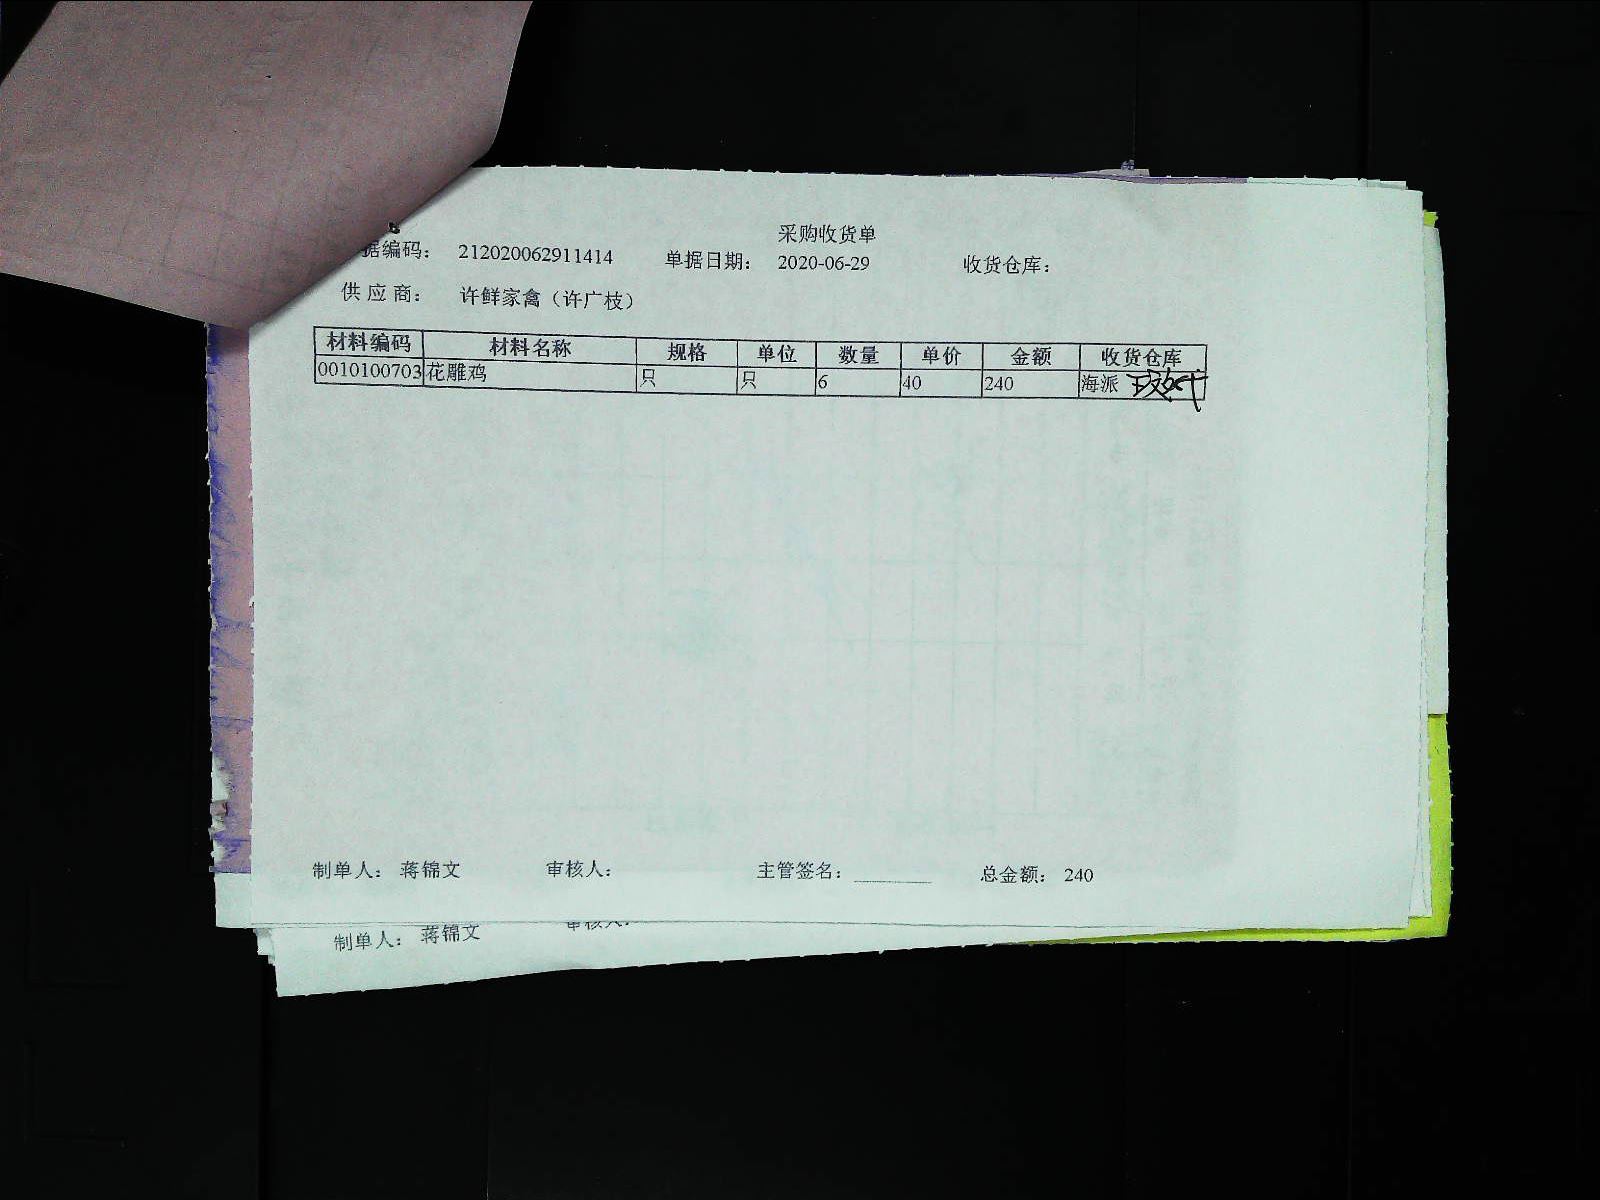 采购收货单
据编码： 212020062911414 单据日期： 2020-06-29 收货仓库：
供 应 商： 许鲜家禽（许广枝）
材料编码 材料名称 规格 单位 数量 单价 金额 收货仓库
0010100703 花雕鸡 只 只 6 40 240 海派
制单人： 蒋锦文 审核人： 主管签名： 总金额： 240
制单人： 蒋锦文 审核人：